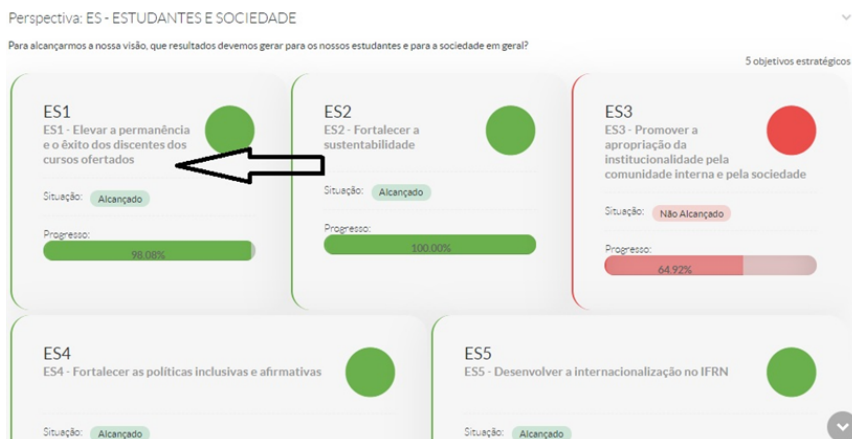 Perspectiva: ES - ESTUDANTES E SOCIEDADE
Para alcançarmos a nossa visão, que resultados devemos gerar para os nossos estudantes e para a sociedade em geral?
5 objetivos estratégicos
ES1
ES1 - Elevar a permanência
e o êxito dos discentes dos
cursos ofertados
Situação: Alcançado
Progresso:
98.08%
ES2
ES2 - Fortalecer a
sustentabilidade
Situação: Alcançado
Progresso:
100.00%
ES3
ES3 - Promover a
apropriação da
institucionalidade pela
comunidade interna e pela sociedade
Situação: Não Alcançado
Progresso:
64.92%
ES4
ES4 - Fortalecer as políticas inclusivas e afirmativas
Situação: Alcançado
ES5
ES5 - Desenvolver a internacionalização no IFRN
Situação: Alcançado